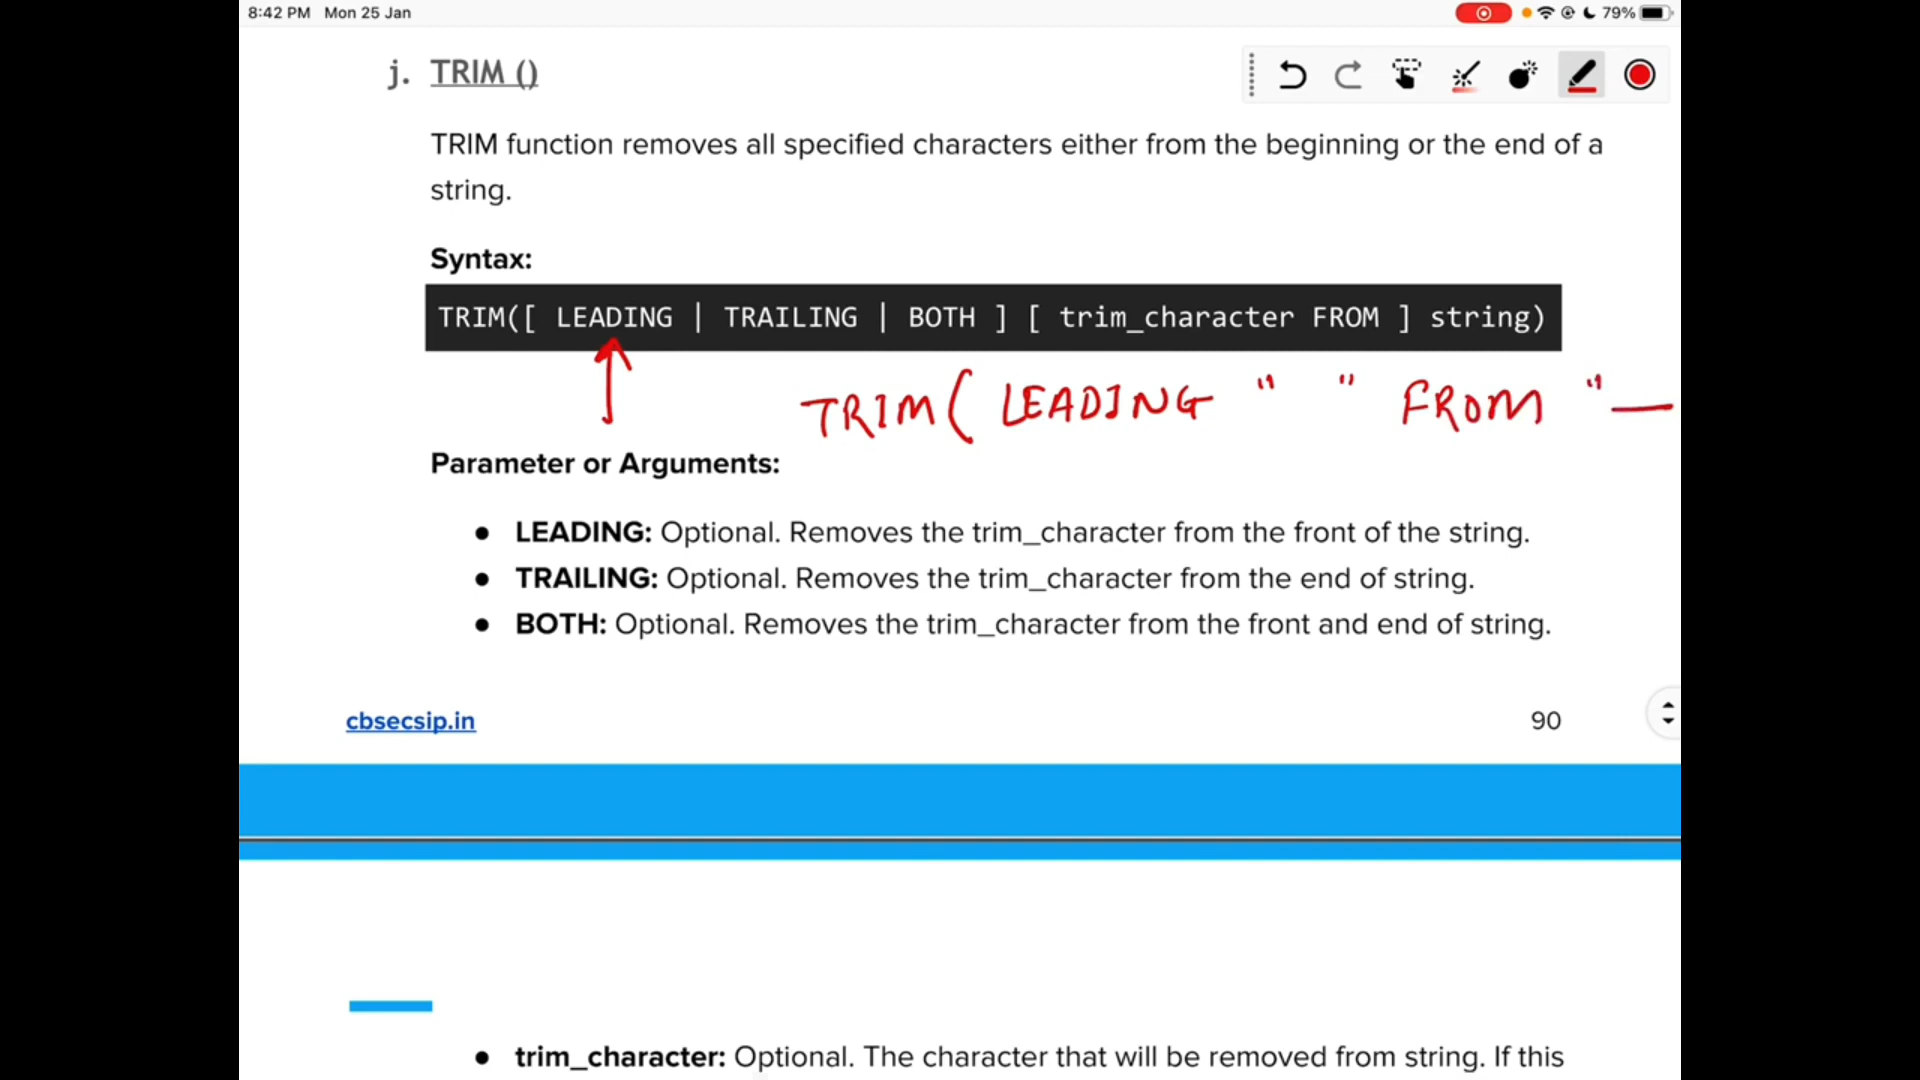 8:42 PM Mon 25 Jan
79%
j. TRIM ()
TRIM function removes all specified characters either from the beginning or the end of a
string.
Syntax:
TRIM([ LEADING | TRAILING | BOTH ] [ trim_character FROM ] string)
TRIM( LEADING " " FROM "—
Parameter or Arguments:
● LEADING: Optional. Removes the trim_character from the front of the string.
● TRAILING: Optional. Removes the trim_character from the end of string.
● BOTH: Optional. Removes the trim_character from the front and end of string.
cbsecsip.in 90
● trim_character: Optional. The character that will be removed from string. If this